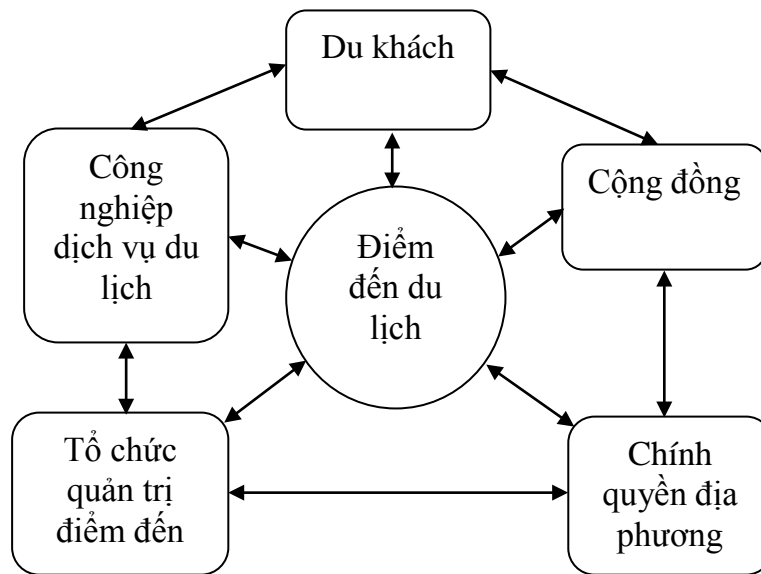 Du khách
Công
nghiệp
dịch vụ du
lịch
Cộng đồng
Điểm
đến du
lịch
Tổ chức
quản trị
điểm đến
Chính
quyền địa
phương